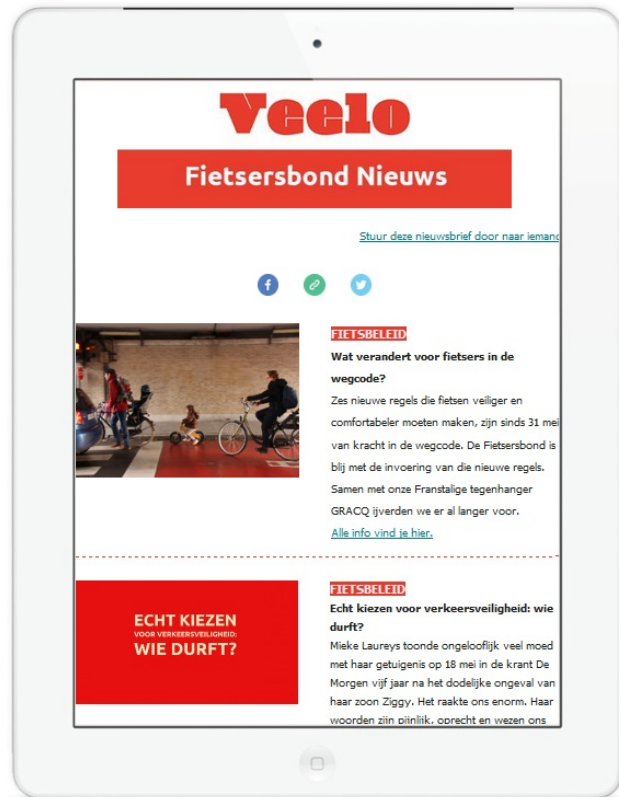 Veelo
Fietsersbond Nieuws
Stuur deze nieuwsbrief door naar iemand
FIETSBELEID
Wat verandert voor fietsers in de
wegcode?
Zes nieuwe regels die fietsen veiliger en
comfortabeler moeten maken, zijn sinds 31 mei
van kracht in de wegcode. De Fietsersbond is
blij met de invoering van die nieuwe regels.
Samen met onze Franstalige tegenhanger
GRACQ ijverden we er al langer voor.
Alle info vind je hier.
ECHT KIEZEN
VOOR VERKEERSVEILIGHEID:
WIE DURFT?
FIETSBELEID
Echt kiezen voor verkeersveiligheid: wie
durft?
Mieke Laureys toonde ongelooflijk veel moed
met haar getuigenis op 18 mei in de krant De
Morgen vijf jaar na het dodelijke ongeval van
haar zoon Ziggy. Het raakte ons enorm. Haar
woorden zijn pijnlijk, oprecht en wezen ons